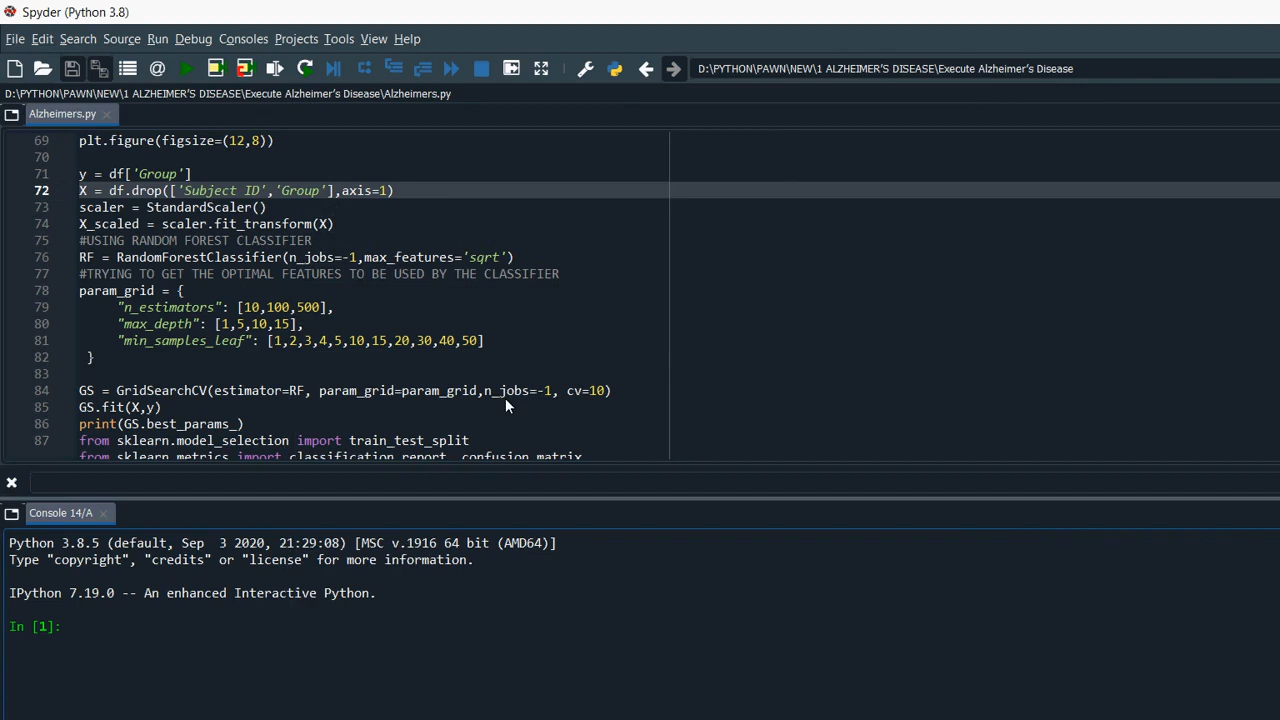 Spyder (Python 3.8)
File Edit Search Source Run Debug Consoles Projects Tools View Help
D:\PYTHON\PAWN\NEW\1 ALZHEIMER'S DISEASE\Execute Alzheimer's Disease
D:\PYTHON\PAWN\NEW\1 ALZHEIMER'S DISEASE\Execute Alzheimer's Disease\Alzheimers.py
Alzheimers.py
69 plt.figure(figsize=(12,8))
70
71 y = df['Group']
72 X = df.drop(['Subject ID','Group'],axis=1)
73 scaler = StandardScaler()
74 X_scaled = scaler.fit_transform(X)
75 #USING RANDOM FOREST CLASSIFIER
76 RF = RandomForestClassifier(n_jobs=-1,max_features='sqrt')
77 #TRYING TO GET THE OPTIMAL FEATURES TO BE USED BY THE CLASSIFIER
78 param_grid = {
79 "n_estimators": [10,100,500],
80 "max_depth": [1,5,10,15],
81 "min_samples_leaf": [1,2,3,4,5,10,15,20,30,40,50]
82 }
83
84 GS = GridSearchCV(estimator=RF, param_grid=param_grid,n_jobs=-1, cv=10)
85 GS.fit(X,y)
86 print(GS.best_params_)
87 from sklearn.model_selection import train_test_split
from sklearn.metrics import classification_report, confusion_matrix
Console 14/A
Python 3.8.5 (default, Sep  3 2020, 21:29:08) [MSC v.1916 64 bit (AMD64)]
Type "copyright", "credits" or "license" for more information.
IPython 7.19.0 -- An enhanced Interactive Python.
In [1]: